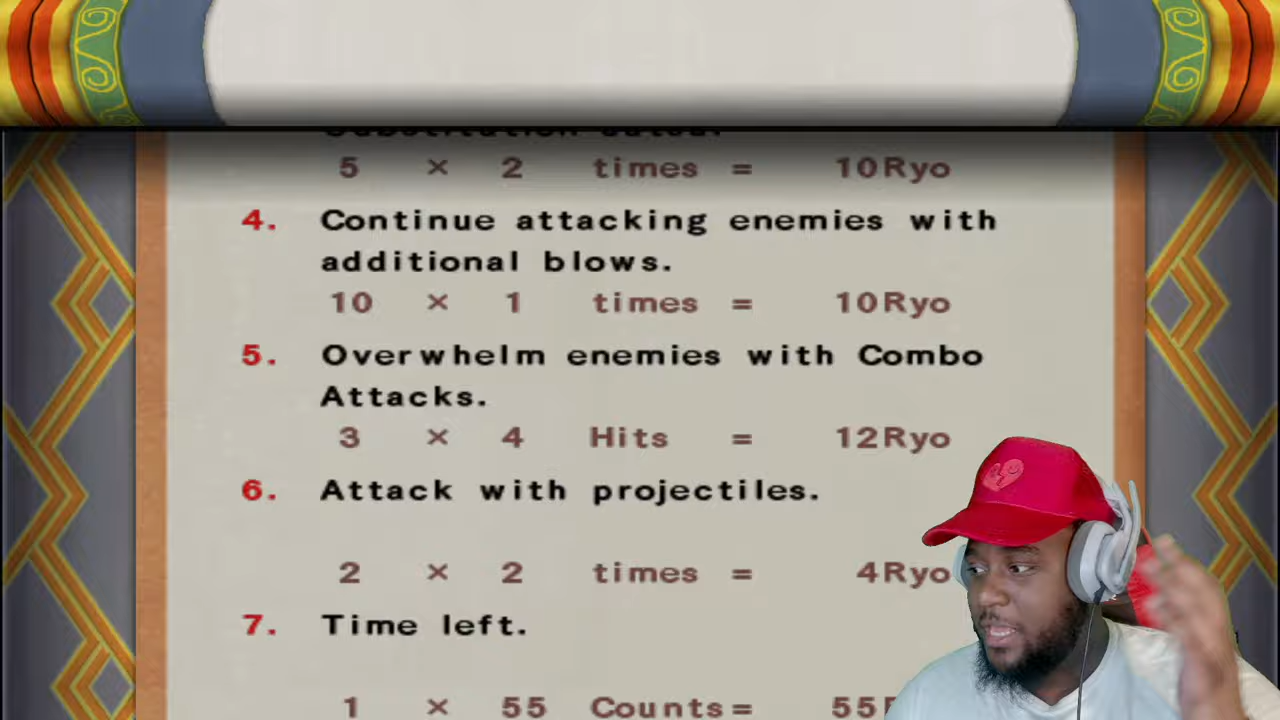 Substitution Jutsu.
5 × 2 times = 10Ryo
4. Continue attacking enemies with
additional blows.
10 × 1 times = 10Ryo
5. Overwhelm enemies with Combo
Attacks.
3 × 4 Hits = 12Ryo
6. Attack with projectiles.
2 × 2 times = 4Ryo
7. Time left.
1 × 55 Counts=